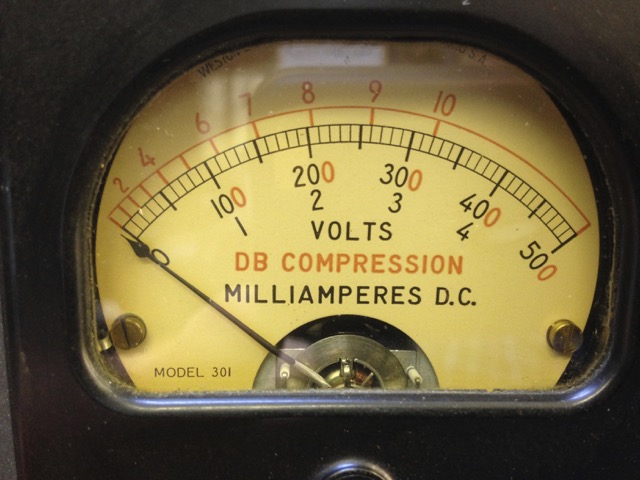 WESTON
U.S.A.
2 4 6 7 8 9 10
0 100 200 300 400 500
1 2 3 4
VOLTS
DB COMPRESSION
MILLIAMPERES D.C.
MODEL 301